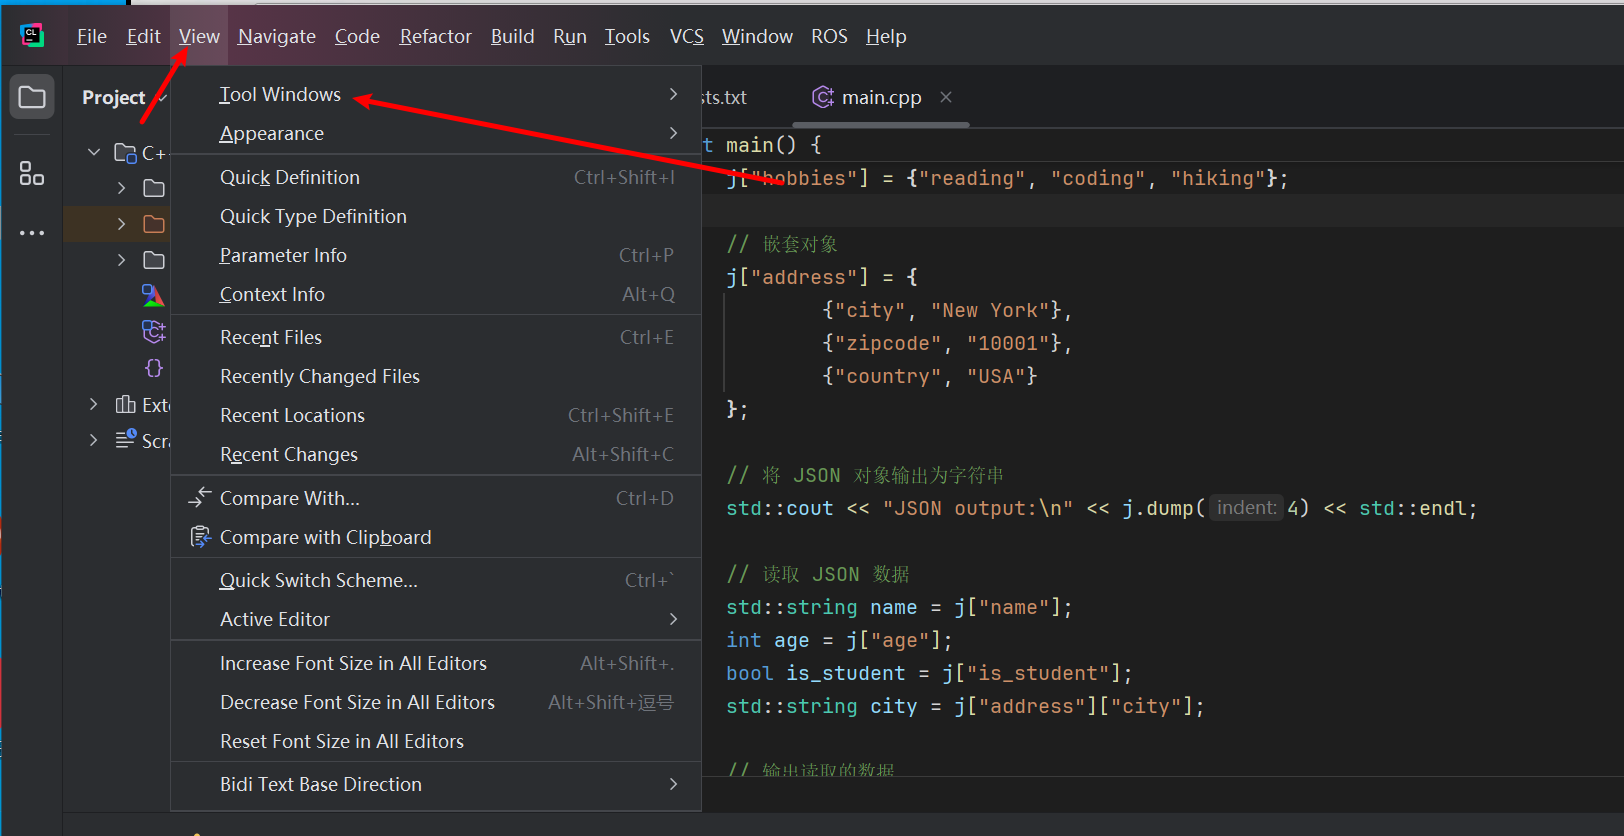 CL
File Edit View Navigate Code Refactor Build Run Tools VCS Window ROS Help
Project
sts.txt
main.cpp
C+
Exte
Scra
Tool Windows
Appearance
Quick Definition Ctrl+Shift+I
Quick Type Definition
Parameter Info Ctrl+P
Context Info Alt+Q
Recent Files Ctrl+E
Recently Changed Files
Recent Locations Ctrl+Shift+E
Recent Changes Alt+Shift+C
Compare With... Ctrl+D
Compare with Clipboard
Quick Switch Scheme... Ctrl+`
Active Editor
Increase Font Size in All Editors Alt+Shift+.
Decrease Font Size in All Editors Alt+Shift+逗号
Reset Font Size in All Editors
Bidi Text Base Direction
t main() {
j["hobbies"] = {"reading", "coding", "hiking"};
// 嵌套对象
j["address"] = {
{"city", "New York"},
{"zipcode", "10001"},
{"country", "USA"}
};
// 将 JSON 对象输出为字符串
std::cout << "JSON output:\n" << j.dump( indent: 4) << std::endl;
// 读取 JSON 数据
std::string name = j["name"];
int age = j["age"];
bool is_student = j["is_student"];
std::string city = j["address"]["city"];
// 输出读取的数据